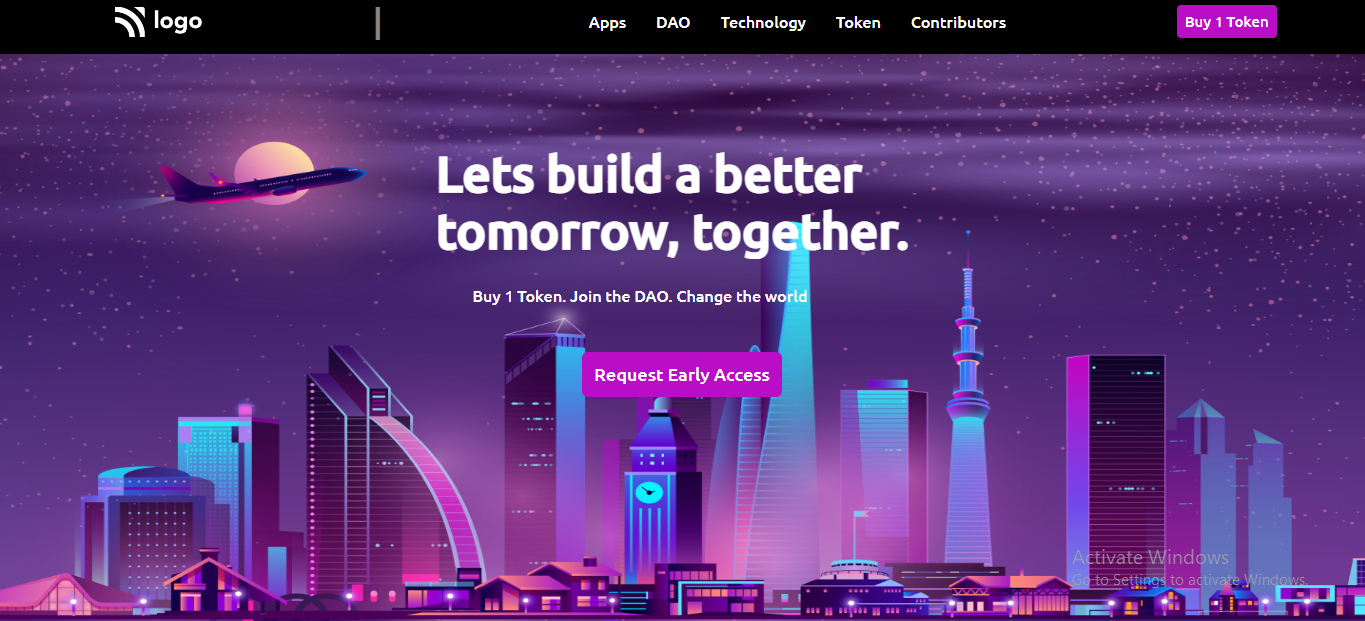 logo
Apps DAO Technology Token Contributors
Buy 1 Token
Lets build a better
tomorrow, together.
Buy 1 Token. Join the DAO. Change the world
Request Early Access
Activate Windows
Go to Settings to activate Windows.